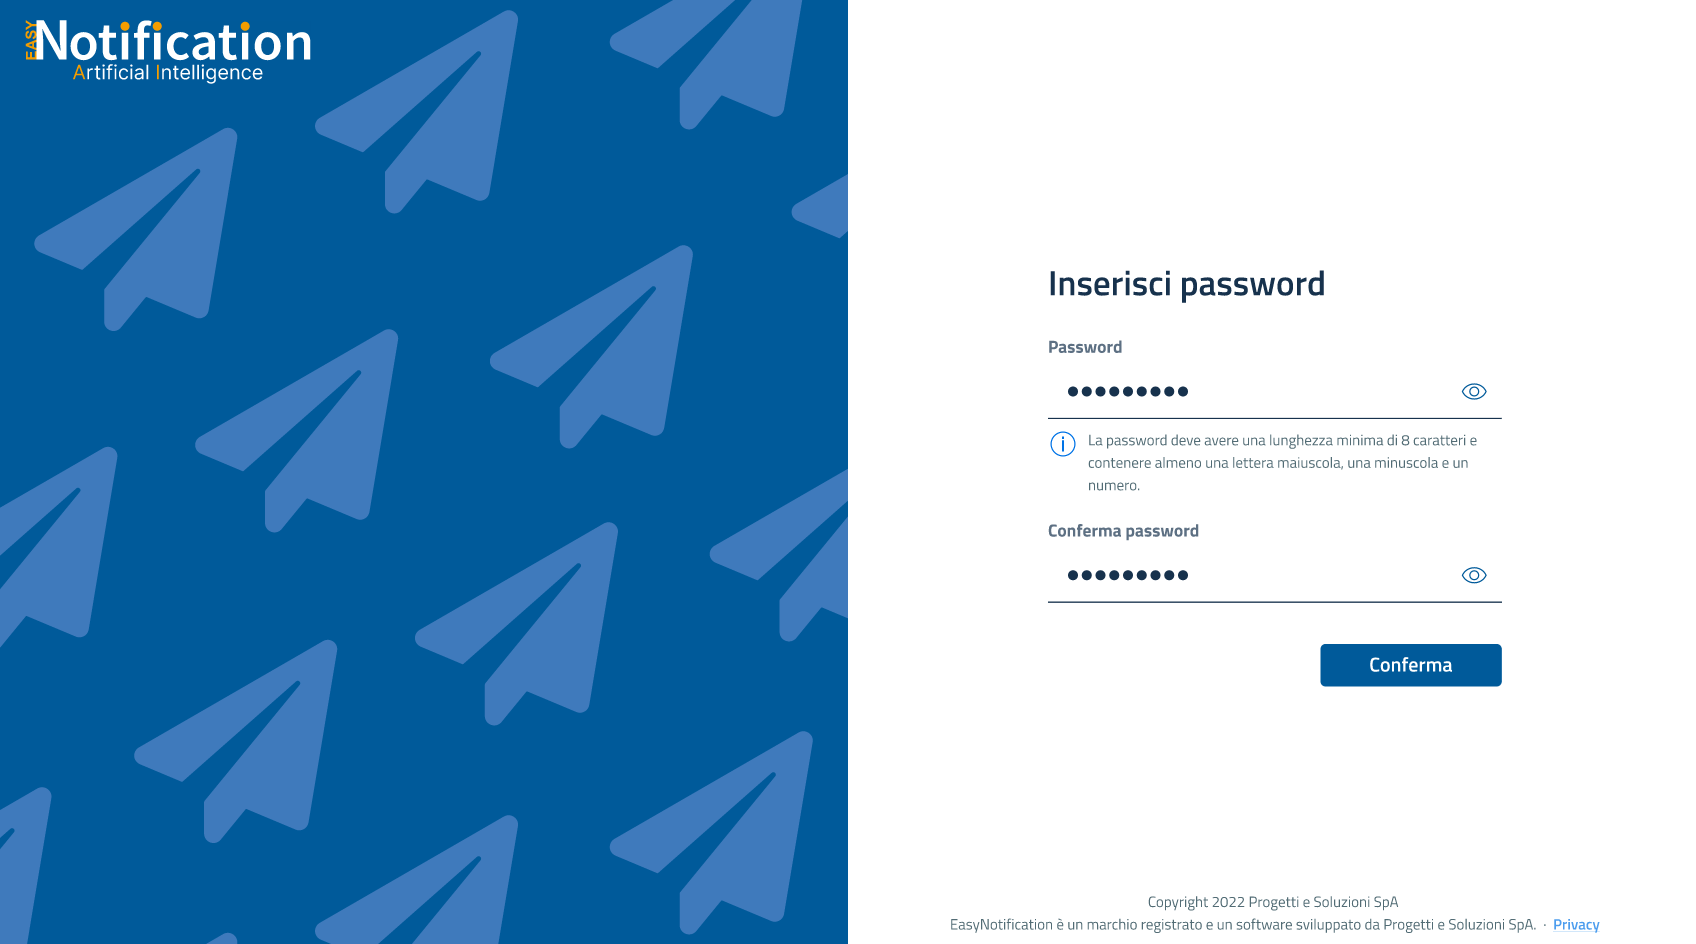 EASY
Notification
Artificial Intelligence
Inserisci password
Password
La password deve avere una lunghezza minima di 8 caratteri e
contenere almeno una lettera maiuscola, una minuscola e un
numero.
Conferma password
Conferma
Copyright 2022 Progetti e Soluzioni SpA
EasyNotification è un marchio registrato e un software sviluppato da Progetti e Soluzioni SpA. · Privacy